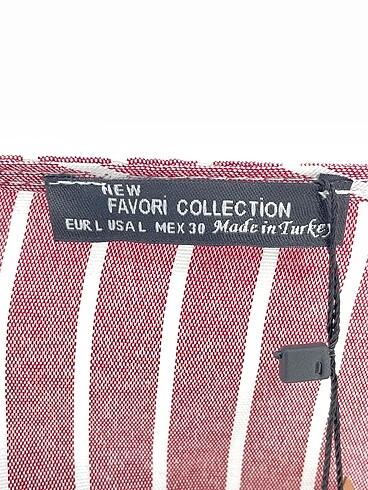 NEW
FAVORİ COLLECTİON
EUR L USA L MEX 30 Made in Turkey